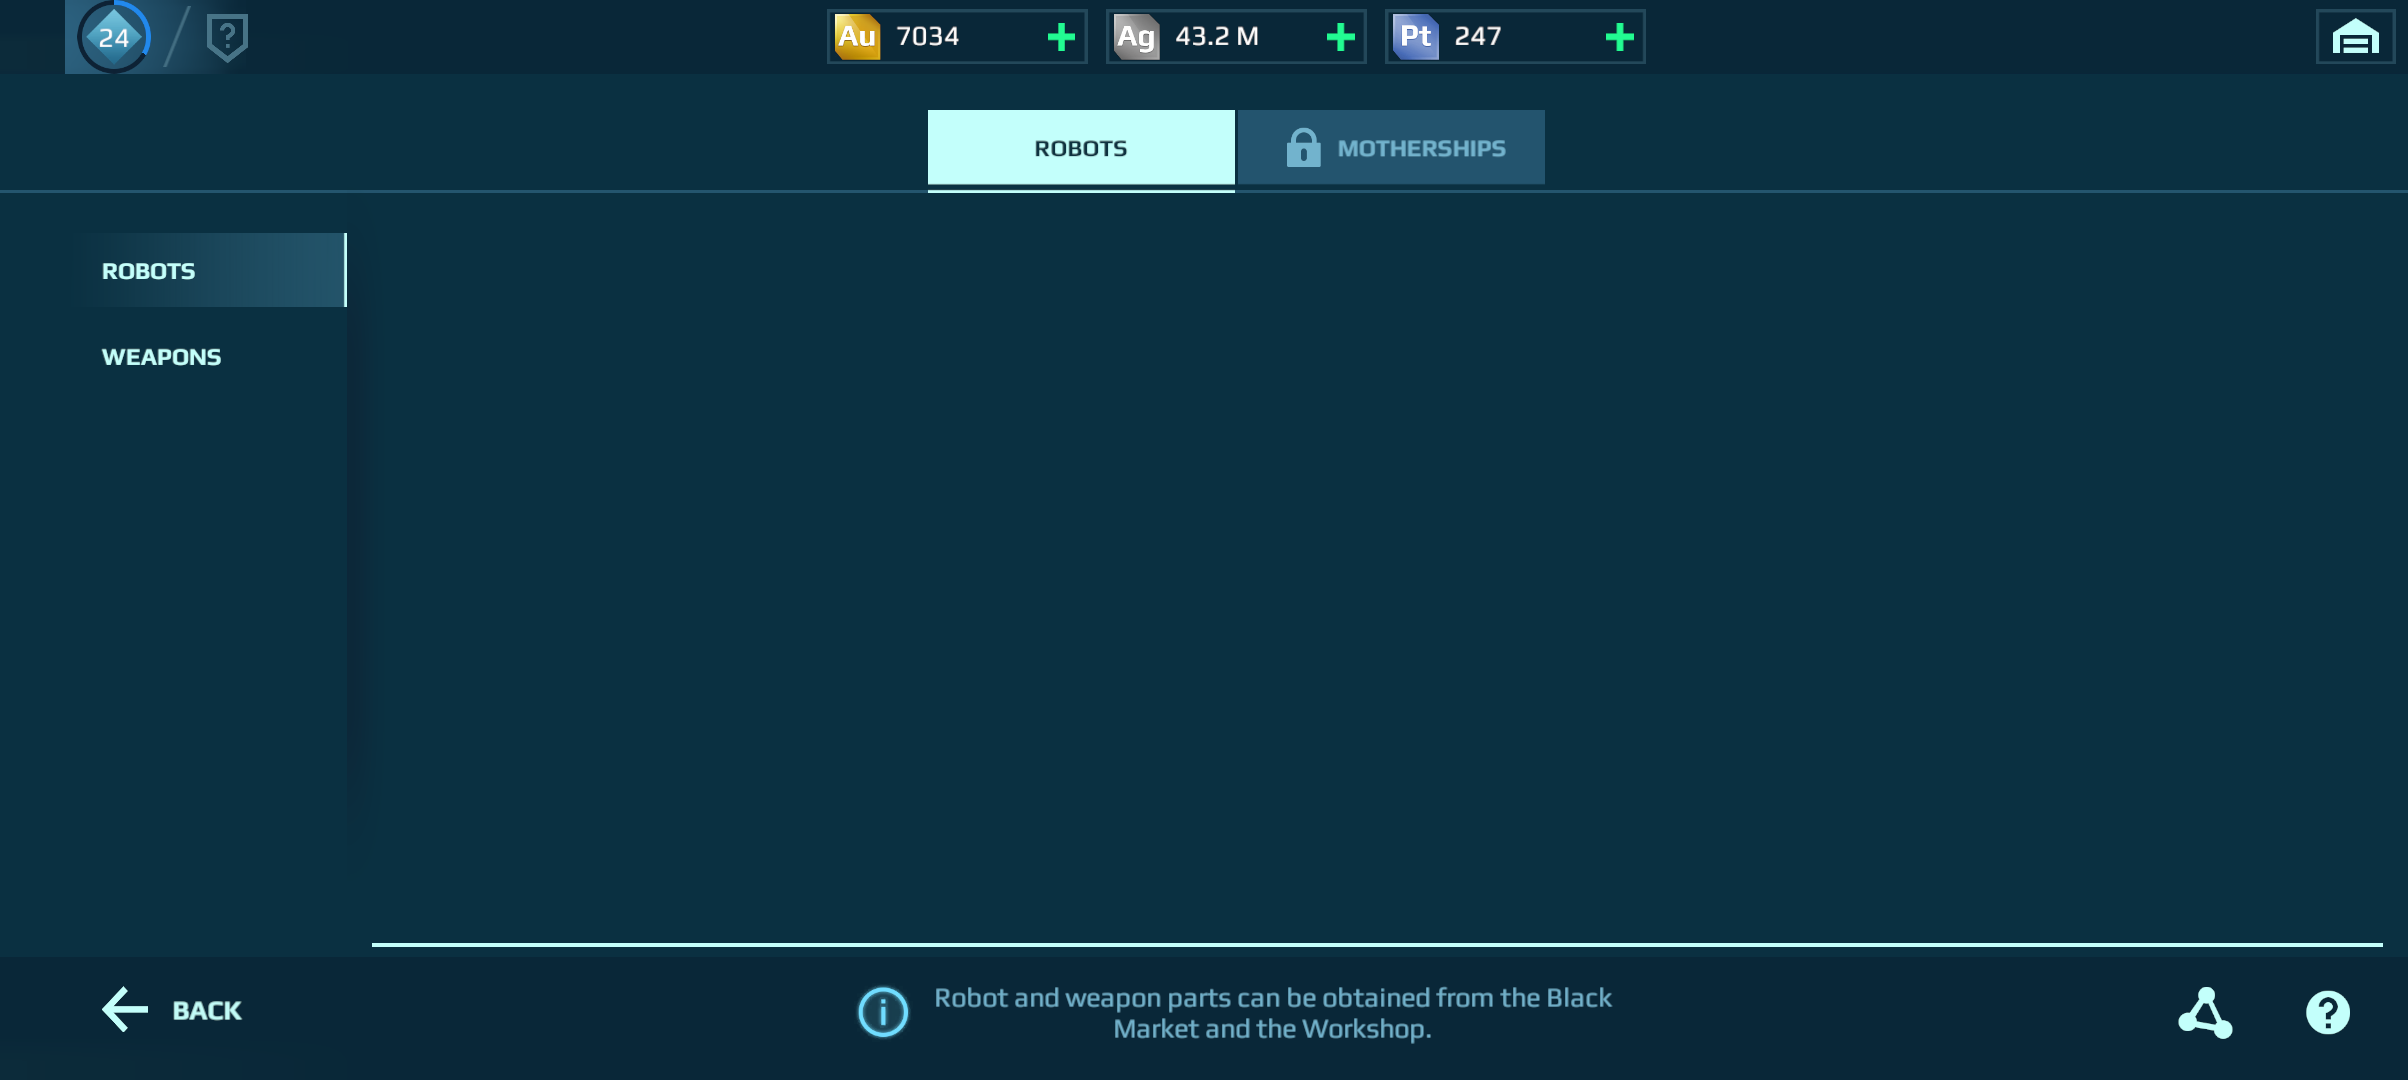 24
?
Au 7034
Ag 43.2 M
Pt 247
ROBOTS
MOTHERSHIPS
ROBOTS
WEAPONS
BACK
i
Robot and weapon parts can be obtained from the Black
Market and the Workshop.
?